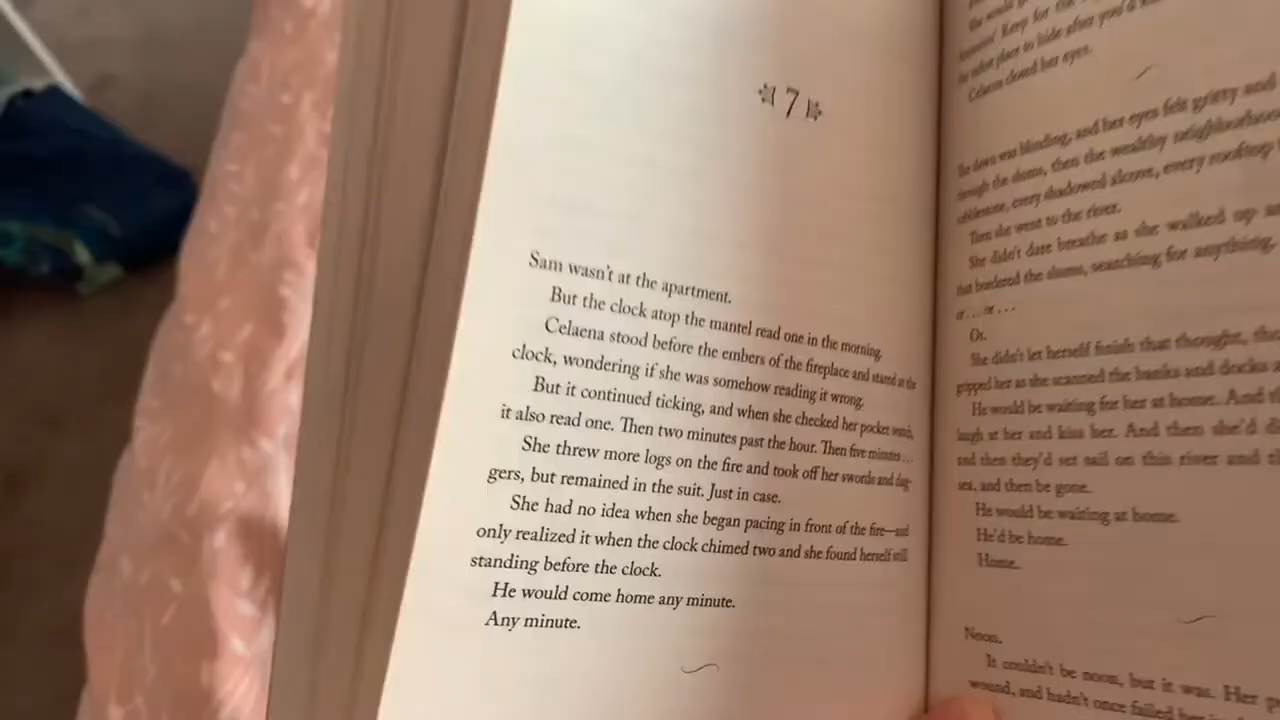 7
Sam wasn't at the apartment.
But the clock atop the mantel read one in the morning.
Celaena stood before the embers of the fireplace and stared at the
clock, wondering if she was somehow reading it wrong.
But it continued ticking, and when she checked her pocket watch,
it also read one. Then two minutes past the hour. Then five minutes …
She threw more logs on the fire and took off her swords and dag-
gers, but remained in the suit. Just in case.
She had no idea when she began pacing in front of the fire—and
only realized it when the clock chimed two and she found herself still
standing before the clock.
He would come home any minute.
Any minute.
place to hide after you'd
Celaena closed her eyes.
The dawn was blinding, and her eyes felt gritty and
through the slums, then the wealthy
every shadowed alcove, every rooftop
Then she went to the river.
She didn't dare breathe as she walked up
that bordered the slums, searching for anything.
or … or …
Or.
She didn't let herself finish that thought,
gripped her as she scanned the banks and docks
He would be waiting for her at home. And
laugh at her and kiss her. And then she'd
and then they'd set sail on this river and
sea, and then be gone.
He would be waiting at home.
He'd be home.
Home.
Noon.
It couldn't be noon, but it was. Her
wound, and hadn't once failed her